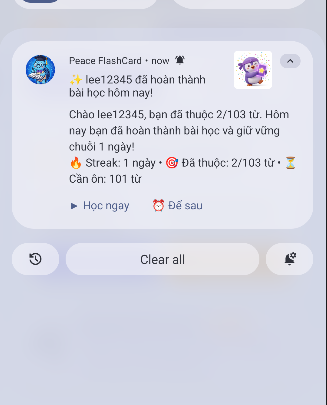 Peace FlashCard • now
✨ lee12345 đã hoàn thành
bài học hôm nay!
Chào lee12345, bạn đã thuộc 2/103 từ. Hôm
nay bạn đã hoàn thành bài học và giữ vững
chuỗi 1 ngày!
🔥 Streak: 1 ngày • 🎯 Đã thuộc: 2/103 từ • ⏳
Cần ôn: 101 từ
► Học ngay ⏰ Để sau
Clear all